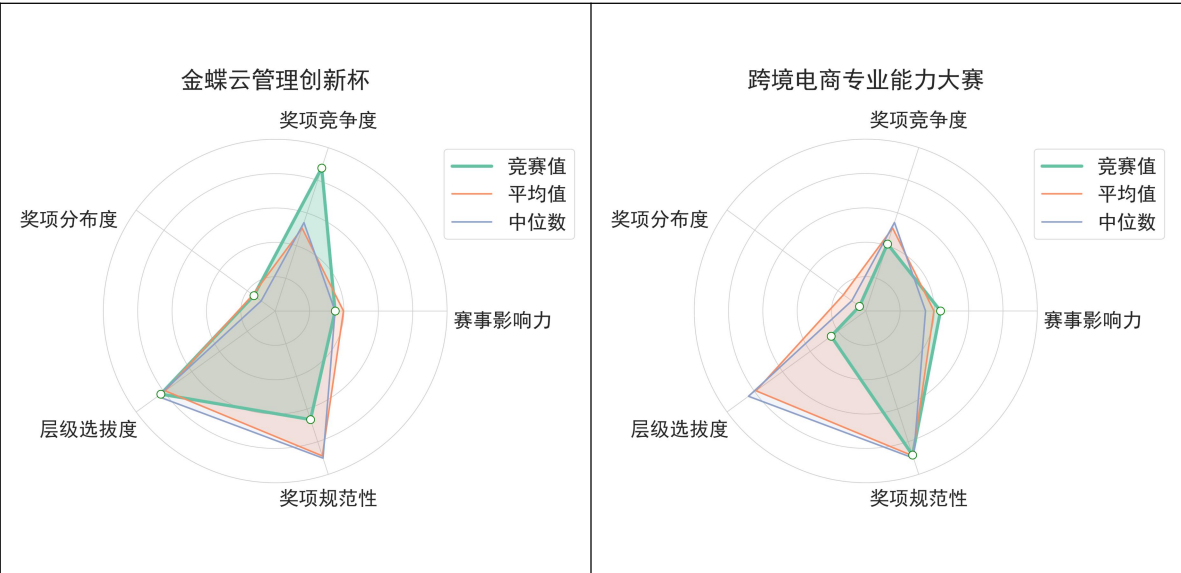 金蝶云管理创新杯
奖项竞争度
竞赛值
平均值
中位数
奖项分布度
赛事影响力
层级选拔度
奖项规范性
跨境电商专业能力大赛
奖项竞争度
竞赛值
平均值
中位数
奖项分布度
赛事影响力
层级选拔度
奖项规范性